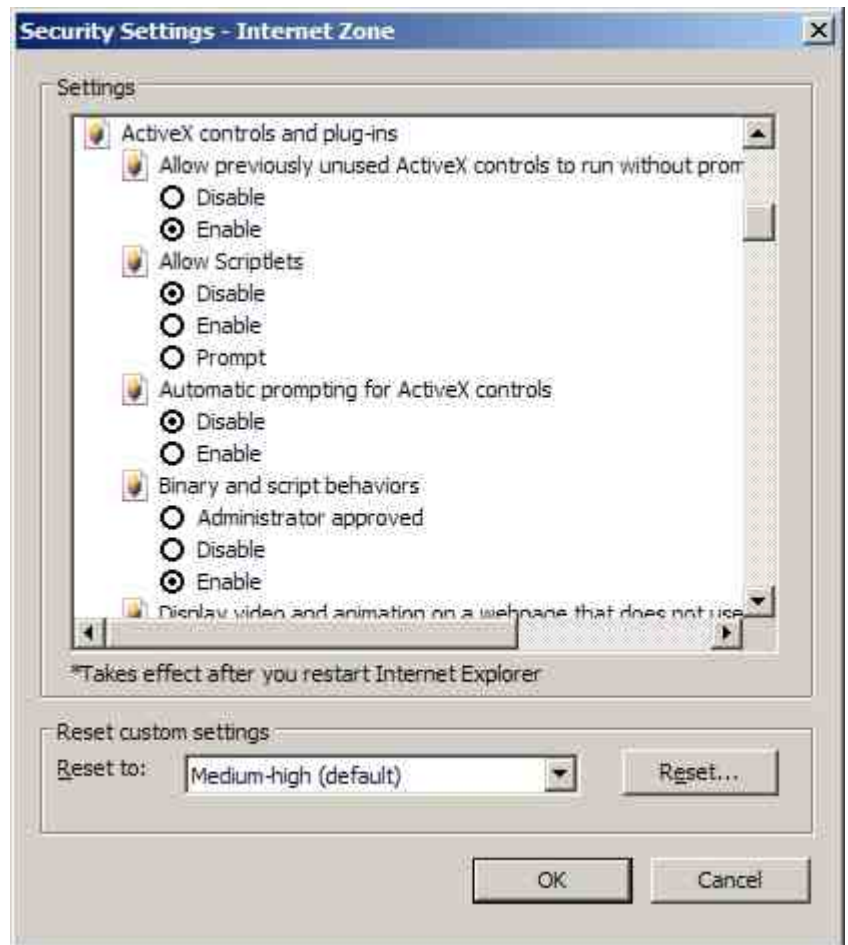 Security Settings - Internet Zone
Settings
ActiveX controls and plug-ins
Allow previously unused ActiveX controls to run without prom
Disable
Enable
Allow Scriptlets
Disable
Enable
Prompt
Automatic prompting for ActiveX controls
Disable
Enable
Binary and script behaviors
Administrator approved
Disable
Enable
Display video and animation on a webpage that does not use
*Takes effect after you restart Internet Explorer
Reset custom settings
Reset to:
Medium-high (default)
Reset...
OK
Cancel